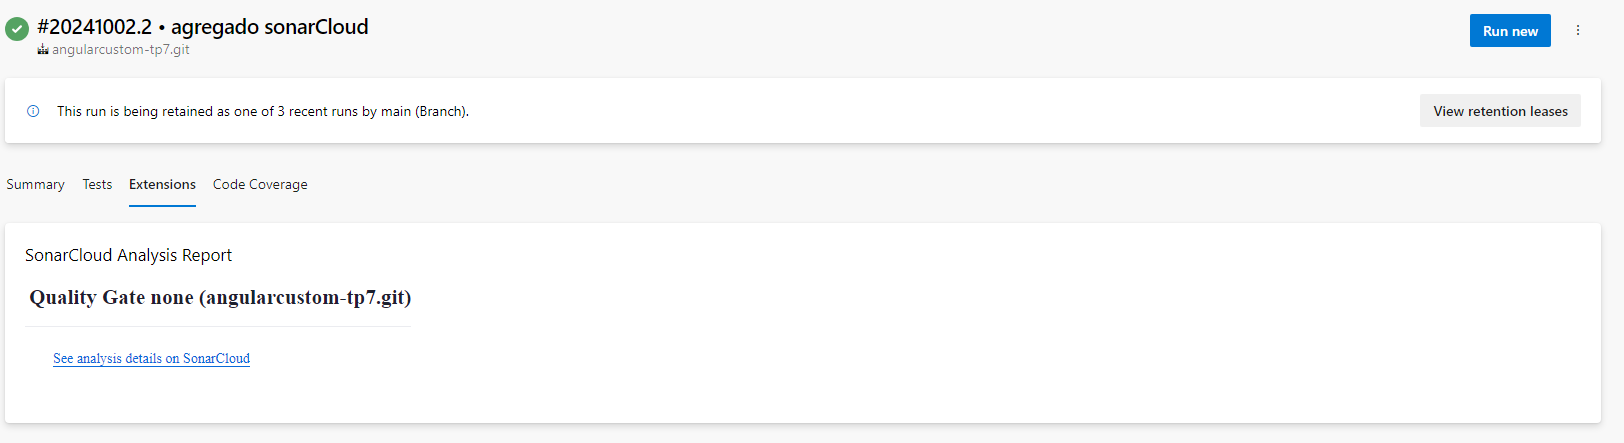 #20241002.2 • agregado sonarCloud
angularcustom-tp7.git
Run new
This run is being retained as one of 3 recent runs by main (Branch).
View retention leases
Summary Tests Extensions Code Coverage
SonarCloud Analysis Report
Quality Gate none (angularcustom-tp7.git)
See analysis details on SonarCloud